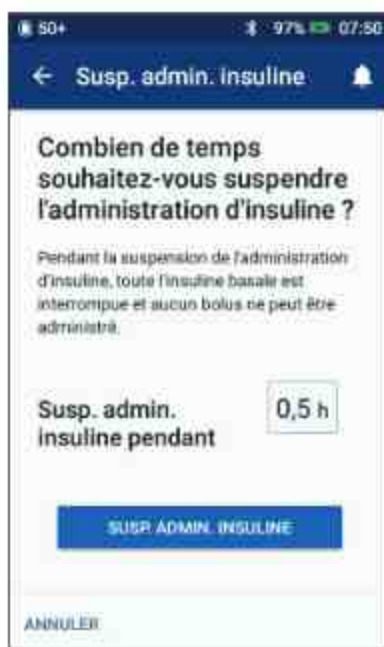 50+ 97% 07:50
Susp. admin. insuline
Combien de temps
souhaitez-vous suspendre
l'administration d'insuline ?
Pendant la suspension de l'administration
d'insuline, toute l'insuline basale est
interrompue et aucun bolus ne peut être
administré.
Susp. admin.
insuline pendant
0,5 h
SUSP. ADMIN. INSULINE
ANNULER